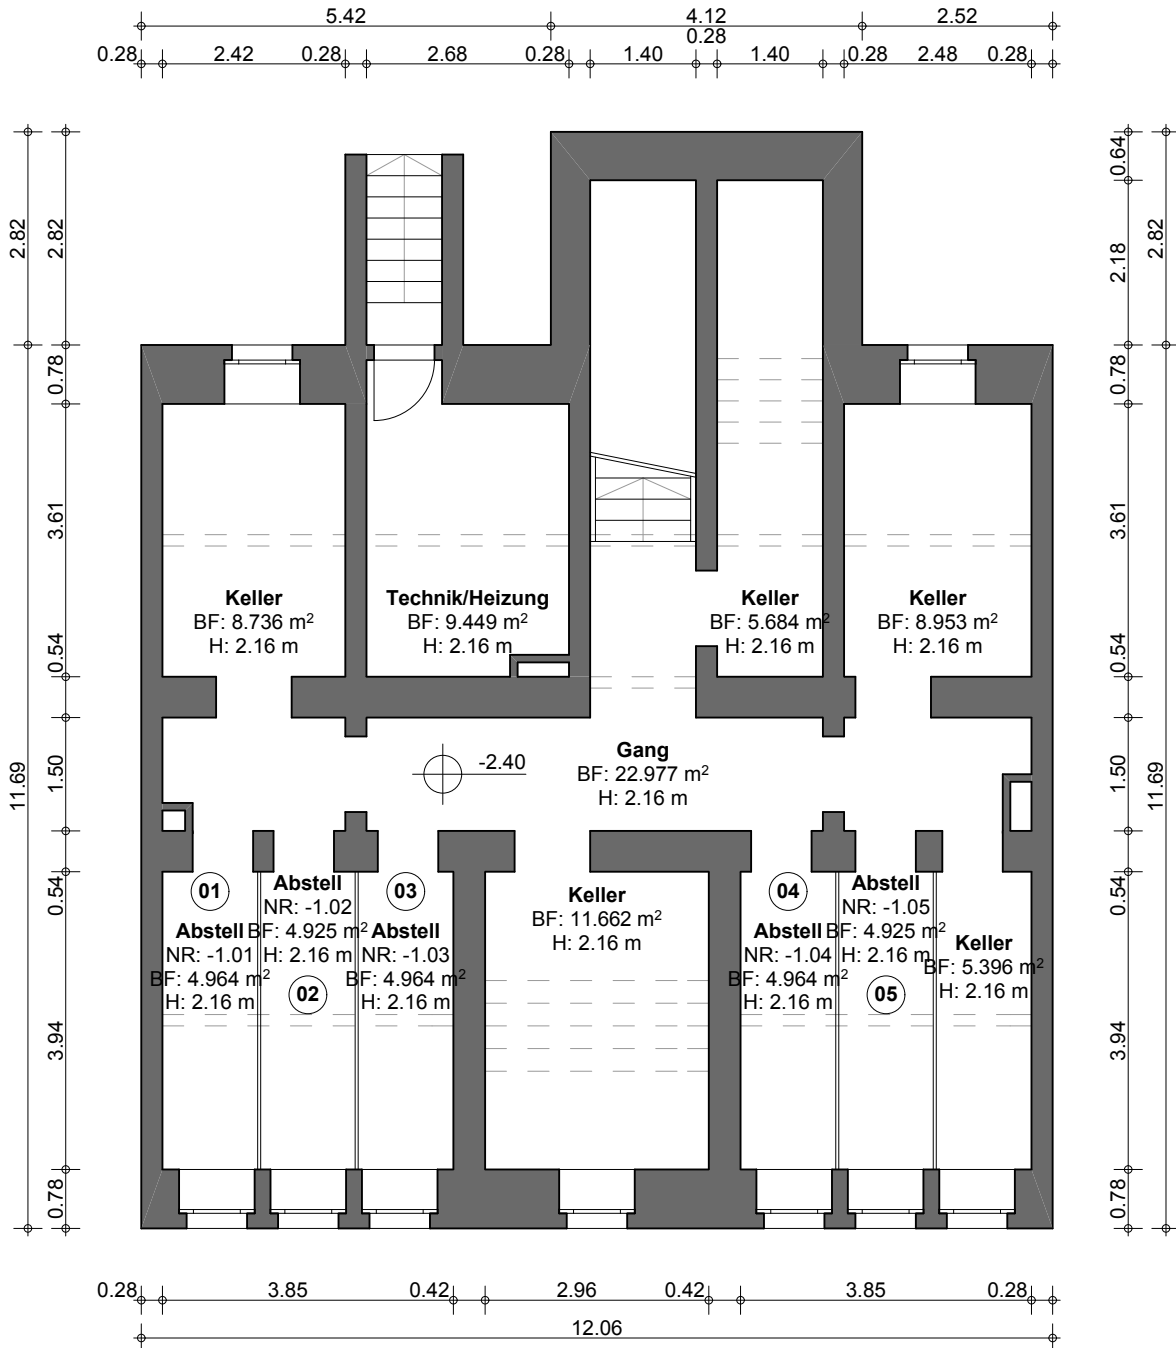 5.42 4.12 2.52
0.28
0.28 2.42 0.28 2.68 0.28 1.40 1.40 0.28 2.48 0.28
2.82 2.82
0.78
3.61
0.54
11.69
1.50
0.54
3.94
0.78
0.64
2.18
2.82
0.78
3.61
0.54
1.50
11.69
0.54
3.94
0.78
Keller
BF: 8.736 m²
H: 2.16 m
Technik/Heizung
BF: 9.449 m²
H: 2.16 m
Keller
BF: 5.684 m²
H: 2.16 m
Keller
BF: 8.953 m²
H: 2.16 m
-2.40
Gang
BF: 22.977 m²
H: 2.16 m
01
Abstell
NR: -1.01
BF: 4.964 m²
H: 2.16 m
Abstell
NR: -1.02
BF: 4.925 m²
H: 2.16 m
02
03
Abstell
NR: -1.03
BF: 4.964 m²
H: 2.16 m
Keller
BF: 11.662 m²
H: 2.16 m
04
Abstell
NR: -1.04
BF: 4.964 m²
H: 2.16 m
Abstell
NR: -1.05
BF: 4.925 m²
H: 2.16 m
05
Keller
BF: 5.396 m²
H: 2.16 m
0.28 3.85 0.42 2.96 0.42 3.85 0.28
12.06